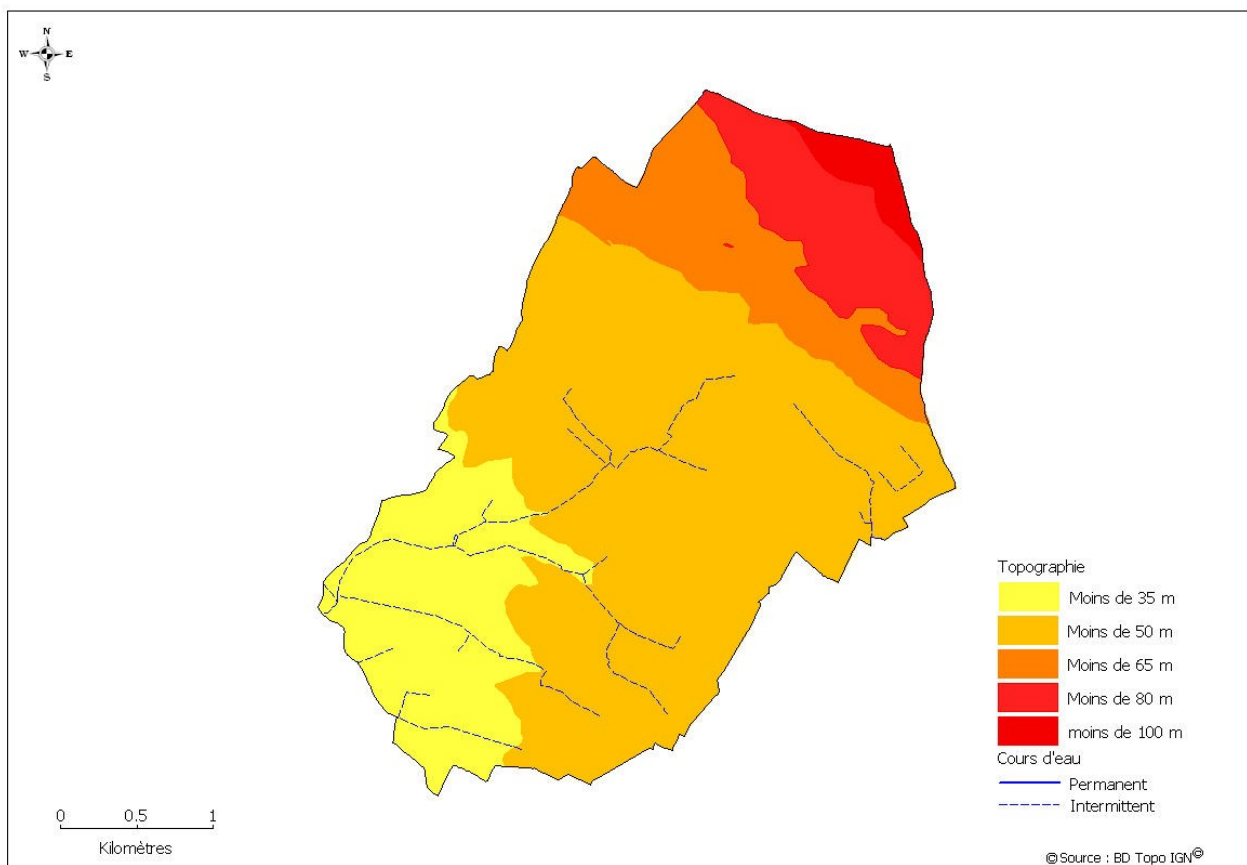 N
W E
S
Topographie
Moins de 35 m
Moins de 50 m
Moins de 65 m
Moins de 80 m
moins de 100 m
Cours d'eau
Permanent
Intermittent
0 0.5 1
Kilomètres
©Source : BD Topo IGN©